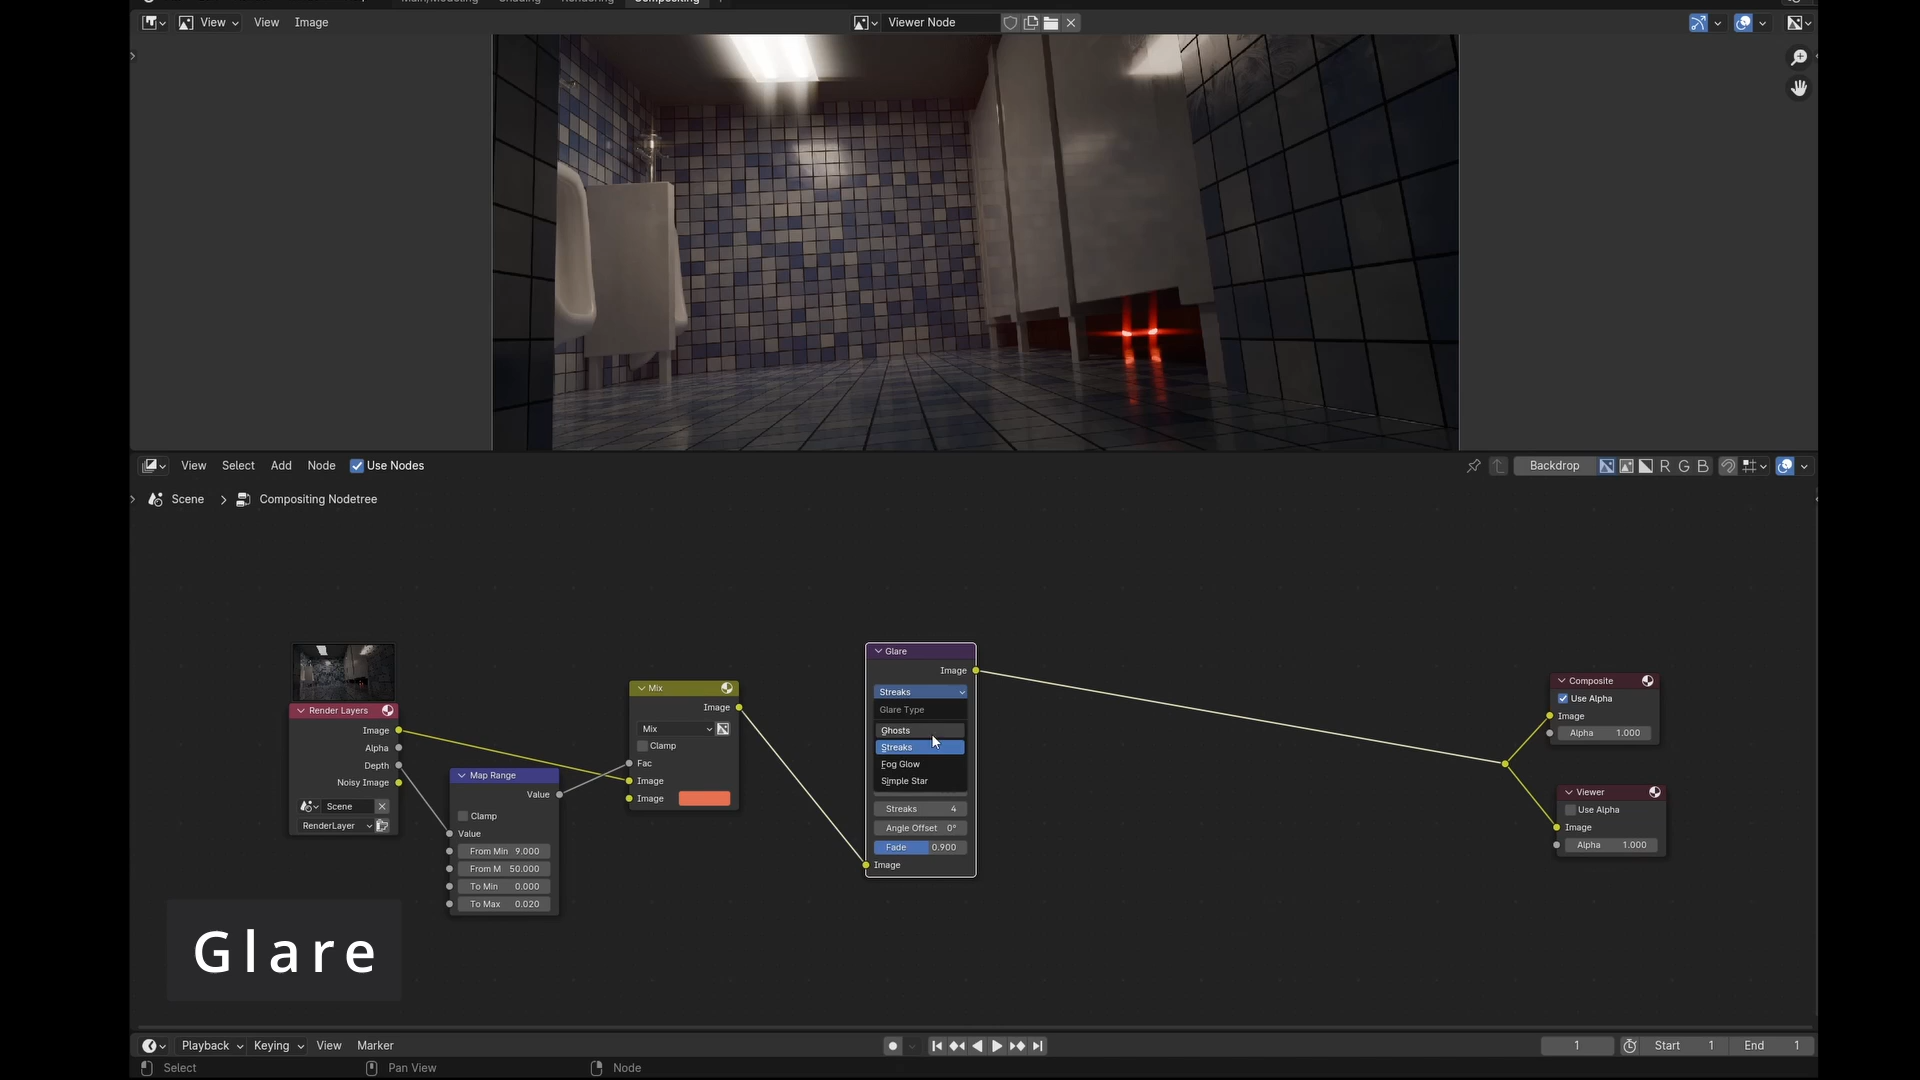 View View Image Viewer Node
View Select Add Node Use Nodes Backdrop R G B
Scene Compositing Nodetree
Render Layers
Image
Alpha
Depth
Noisy Image
Scene
RenderLayer
Map Range
Value
Clamp
Value
From Min 9.000
From M 50.000
To Min 0.000
To Max 0.020
Mix
Image
Mix
Clamp
Fac
Image
Image
Glare
Image
Streaks
Glare Type
Ghosts
Streaks
Fog Glow
Simple Star
Streaks 4
Angle Offset 0°
Fade 0.900
Image
Composite
Use Alpha
Image
Alpha 1.000
Viewer
Use Alpha
Image
Alpha 1.000
Glare
Playback Keying View Marker 1 Start 1 End 1
Select Pan View Node